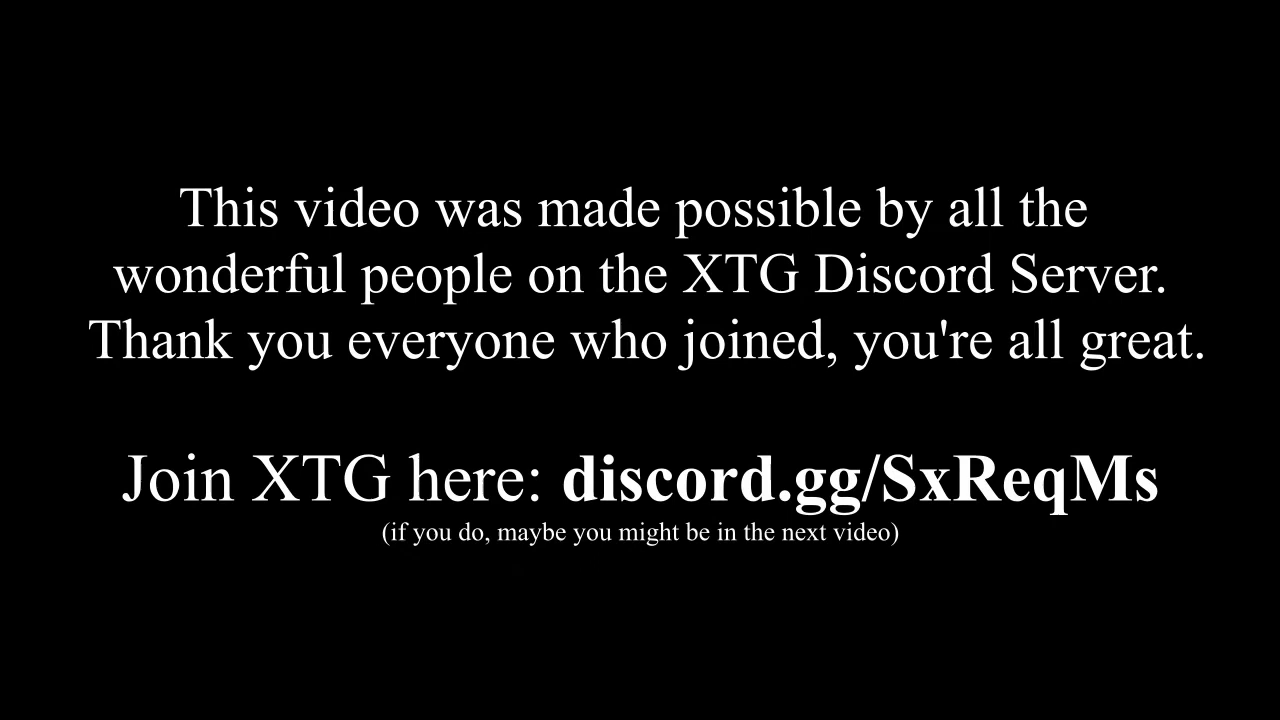 This video was made possible by all the
wonderful people on the XTG Discord Server.
Thank you everyone who joined, you're all great.
Join XTG here: discord.gg/SxReqMs
(if you do, maybe you might be in the next video)